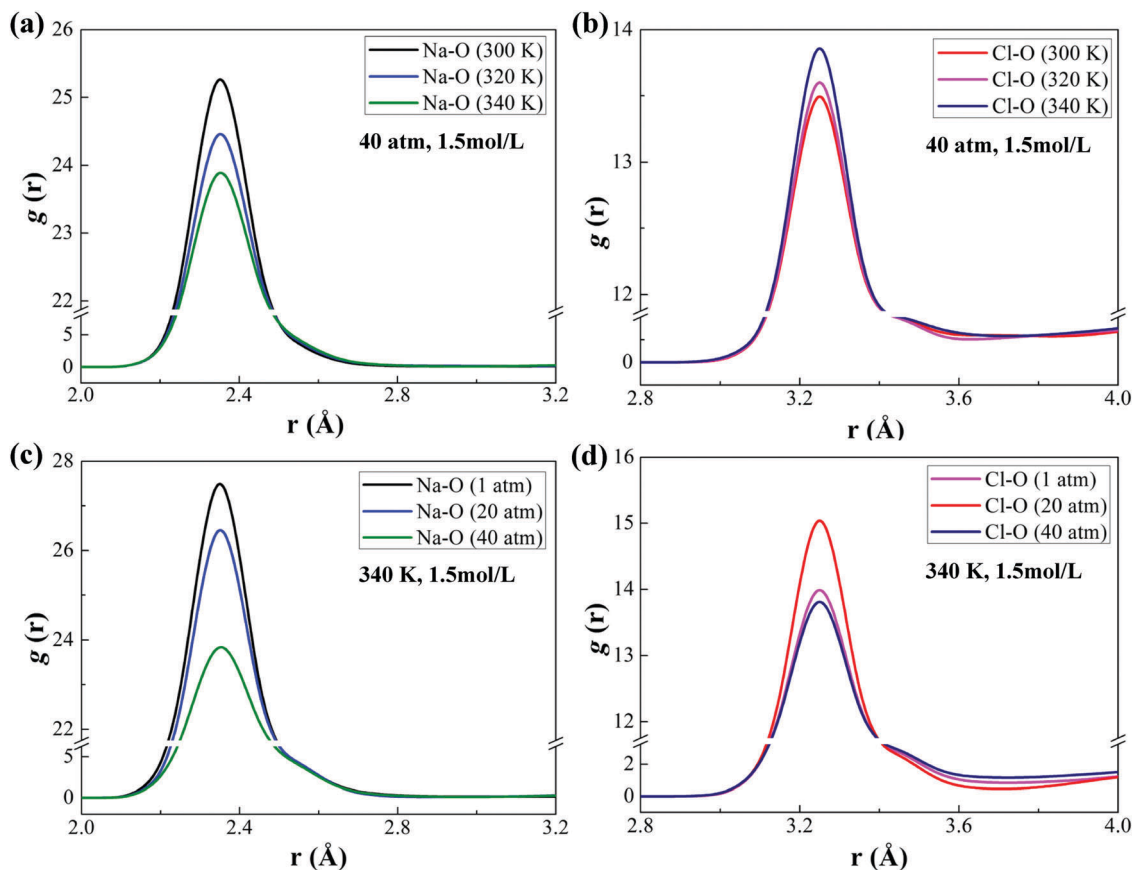 (a)
26
25
24
23
22
5
0
g (r)
Na-O (300 K)
Na-O (320 K)
Na-O (340 K)
40 atm, 1.5mol/L
2.0 2.4 2.8 3.2
r (Å)
(b)
14
13
12
0
g (r)
Cl-O (300 K)
Cl-O (320 K)
Cl-O (340 K)
40 atm, 1.5mol/L
2.8 3.2 3.6 4.0
r (Å)
(c)
28
26
24
22
5
0
g (r)
Na-O (1 atm)
Na-O (20 atm)
Na-O (40 atm)
340 K, 1.5mol/L
2.0 2.4 2.8 3.2
r (Å)
(d)
16
15
14
13
12
2
0
g (r)
Cl-O (1 atm)
Cl-O (20 atm)
Cl-O (40 atm)
340 K, 1.5mol/L
2.8 3.2 3.6 4.0
r (Å)